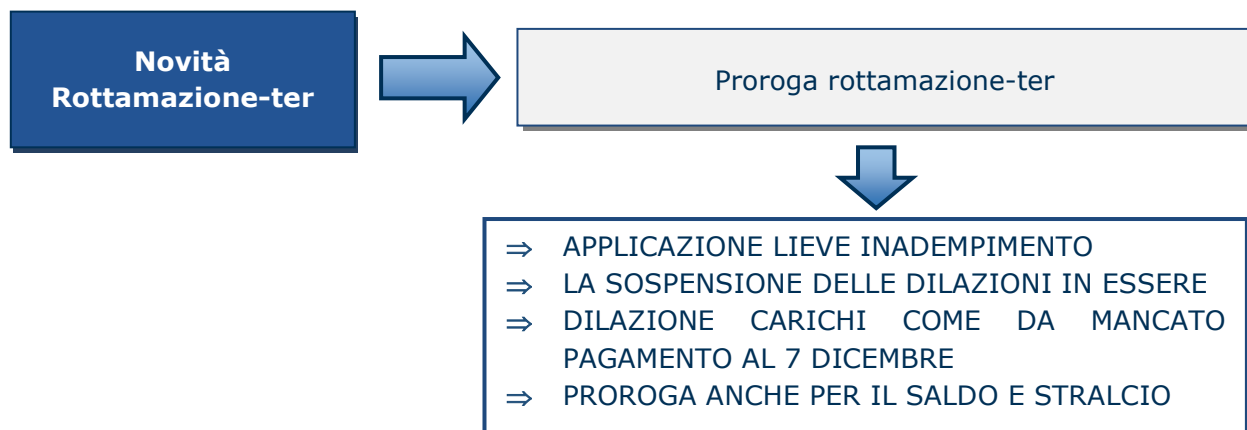 Novità
Rottamazione-ter
Proroga rottamazione-ter
⇒ APPLICAZIONE LIEVE INADEMPIMENTO
⇒ LA SOSPENSIONE DELLE DILAZIONI IN ESSERE
⇒ DILAZIONE CARICHI COME DA MANCATO
PAGAMENTO AL 7 DICEMBRE
⇒ PROROGA ANCHE PER IL SALDO E STRALCIO